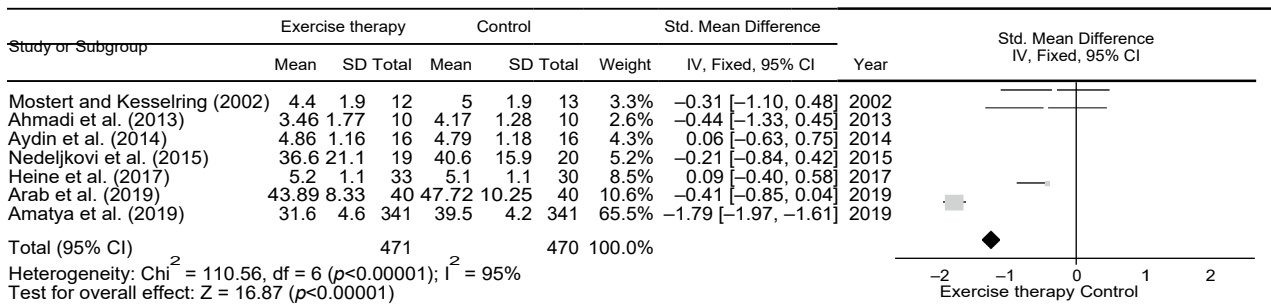 Study or Subgroup Exercise therapy Control Std. Mean Difference Std. Mean Difference
Mean SD Total Mean SD Total Weight IV, Fixed, 95% CI Year IV, Fixed, 95% CI
Mostert and Kesselring (2002) 4.4 1.9 12 5 1.9 13 3.3% –0.31 [–1.10, 0.48] 2002
Ahmadi et al. (2013) 3.46 1.77 10 4.17 1.28 10 2.6% –0.44 [–1.33, 0.45] 2013
Aydin et al. (2014) 4.86 1.16 16 4.79 1.18 16 4.3% 0.06 [–0.63, 0.75] 2014
Nedeljkovi et al. (2015) 36.6 21.1 19 40.6 15.9 20 5.2% –0.21 [–0.84, 0.42] 2015
Heine et al. (2017) 5.2 1.1 33 5.1 1.1 30 8.5% 0.09 [–0.40, 0.58] 2017
Arab et al. (2019) 43.89 8.33 40 47.72 10.25 40 10.6% –0.41 [–0.85, 0.04] 2019
Amatya et al. (2019) 31.6 4.6 341 39.5 4.2 341 65.5% –1.79 [–1.97, –1.61] 2019
Total (95% CI) 471 470 100.0%
Heterogeneity: Chi² = 110.56, df = 6 (p<0.00001); I² = 95%
Test for overall effect: Z = 16.87 (p<0.00001)
–2 –1 0 1 2
Exercise therapy Control